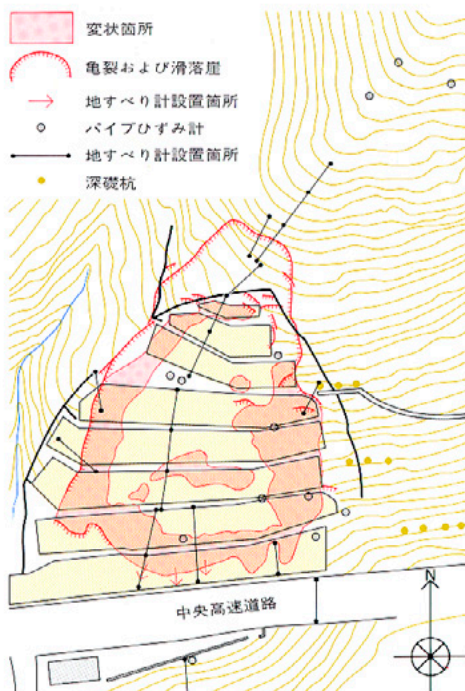 変状箇所
亀裂および滑落崖
地すべり計設置箇所
パイプひずみ計
地すべり計設置箇所
深礎杭
N
中央高速道路